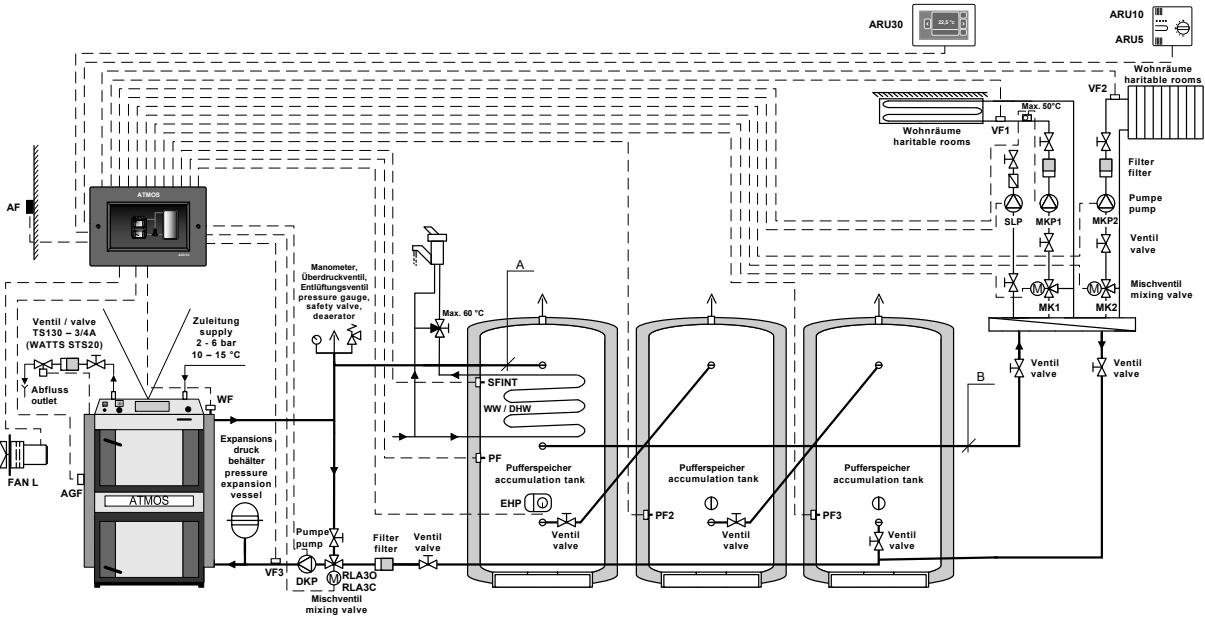 ARU30
22,5 °c
ARU10
ARU5
Wohnräume
haritable rooms
VF2
Max. 50°C
VF1
Wohnräume
haritable rooms
Filter
filter
Pumpe
pump
SLP
MKP1
MKP2
Ventil
valve
Mischventil
mixing valve
M
MK1
M
MK2
AF
ATMOS
Manometer,
Überdruckventil,
Entlüftungsventil
pressure gauge,
safety valve,
deaerator
A
Max. 60 °C
Ventil / valve
TS130 – 3/4A
(WATTS STS20)
Zuleitung
supply
2 - 6 bar
10 – 15 °C
Abfluss
outlet
WF
SFINT
WW / DHW
Ventil
valve
Ventil
valve
B
FAN L
AGF
ATMOS
Expansions
druck
behälter
pressure
expansion
vessel
PF
Pufferspeicher
accumulation tank
Pufferspeicher
accumulation tank
Pufferspeicher
accumulation tank
EHP
PF2
PF3
Ventil
valve
Ventil
valve
Ventil
valve
Pumpe
pump
Filter
filter
Ventil
valve
VF3
DKP
M
RLA3O
RLA3C
Mischventil
mixing valve